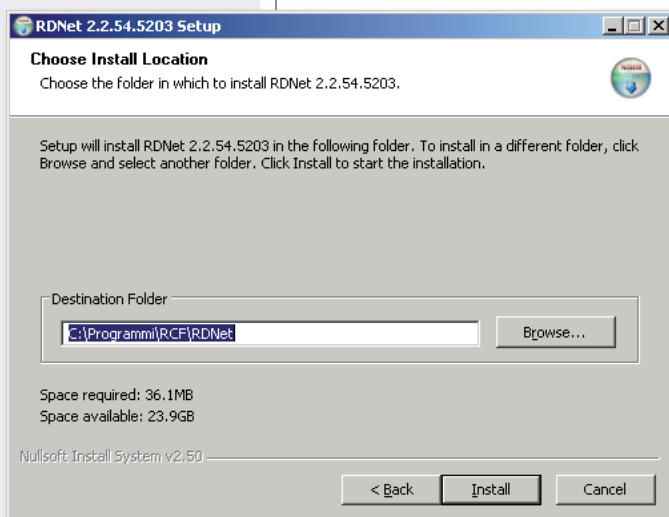 RDNet 2.2.54.5203 Setup
Choose Install Location
Choose the folder in which to install RDNet 2.2.54.5203.
Setup will install RDNet 2.2.54.5203 in the following folder. To install in a different folder, click
Browse and select another folder. Click Install to start the installation.
Destination Folder
C:\Programmi\RCF\RDNet
Browse...
Space required: 36.1MB
Space available: 23.9GB
Nullsoft Install System v2.50
< Back
Install
Cancel